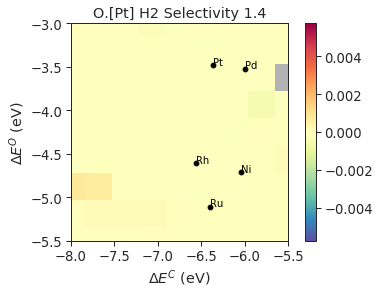 O.[Pt] H2 Selectivity 1.4
−3.0
−3.5
−4.0
−4.5
−5.0
−5.5
ΔE^O (eV)
Pt
Pd
Rh
Ni
Ru
−8.0 −7.5 −7.0 −6.5 −6.0 −5.5
ΔE^C (eV)
0.004
0.002
0.000
−0.002
−0.004